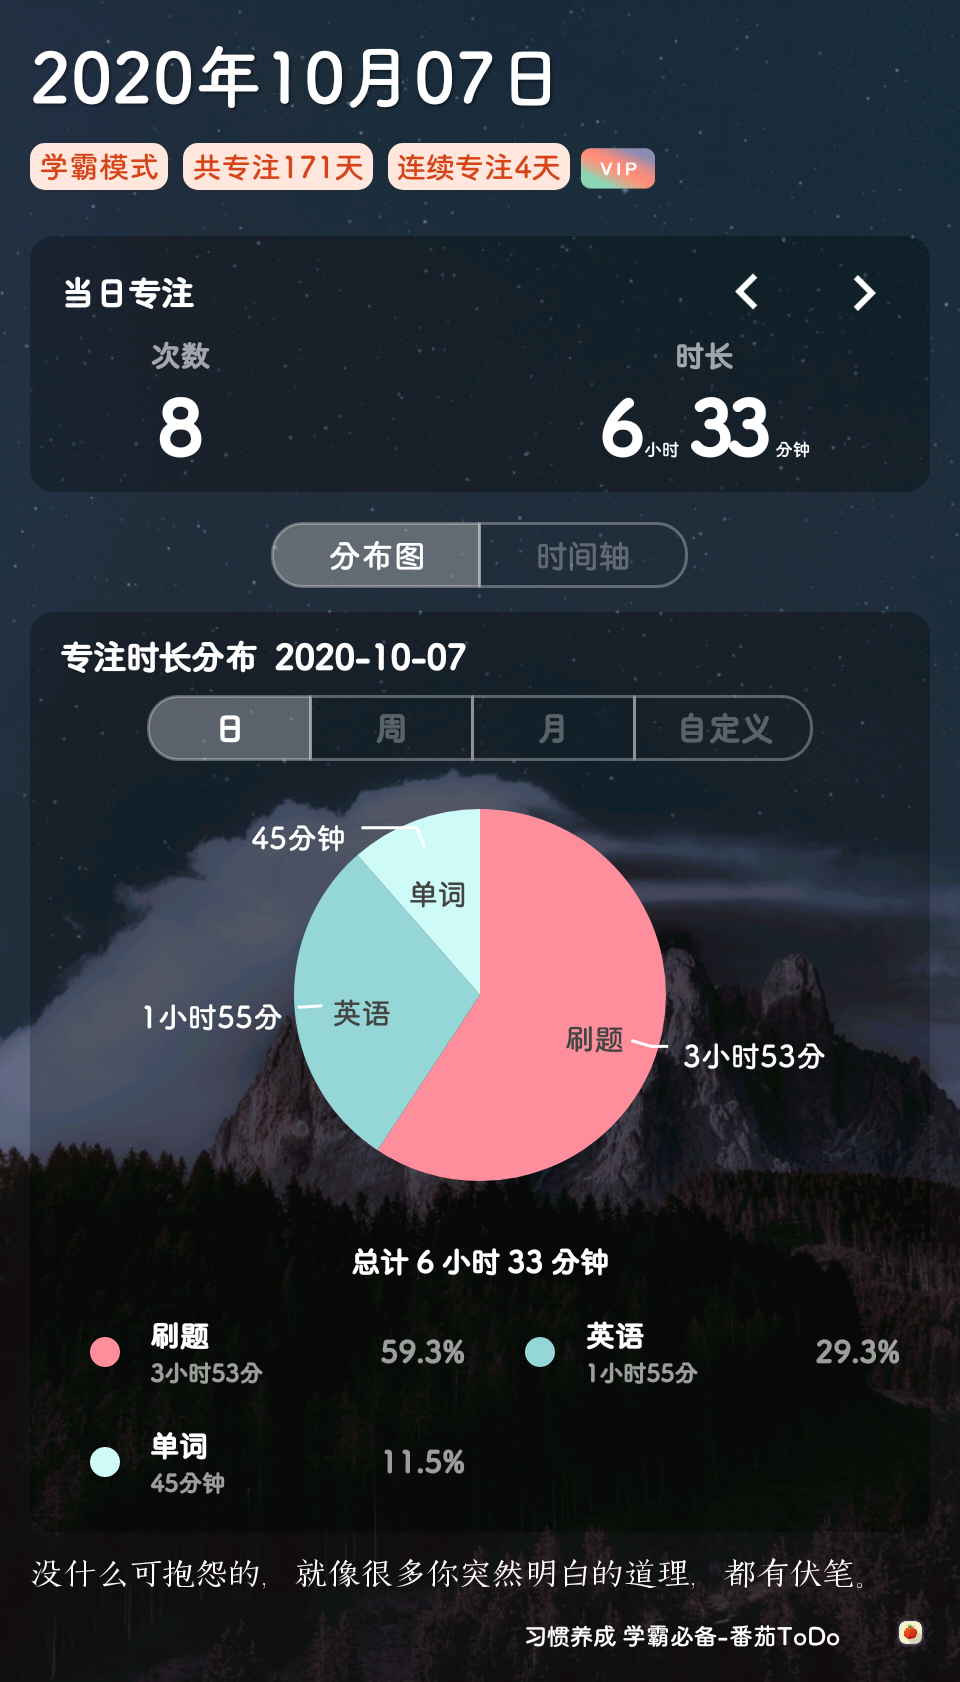 2020年10月07日
学霸模式 共专注171天 连续专注4天 VIP
当日专注
次数 时长
8 6小时 33分钟
分布图 时间轴
专注时长分布 2020-10-07
日 周 月 自定义
45分钟
单词
1小时55分 英语
刷题 3小时53分
总计 6 小时 33 分钟
刷题 59.3% 英语 29.3%
3小时53分 1小时55分
单词 11.5%
45分钟
没什么可抱怨的，就像很多你突然明白的道理，都有伏笔。
习惯养成 学霸必备-番茄ToDo